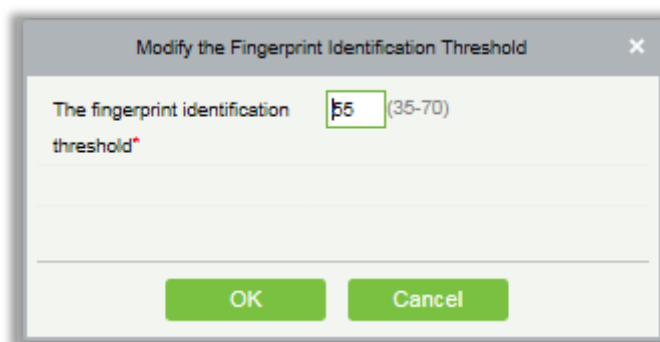 Modify the Fingerprint Identification Threshold ×
The fingerprint identification 55 (35-70)
threshold*
OK Cancel